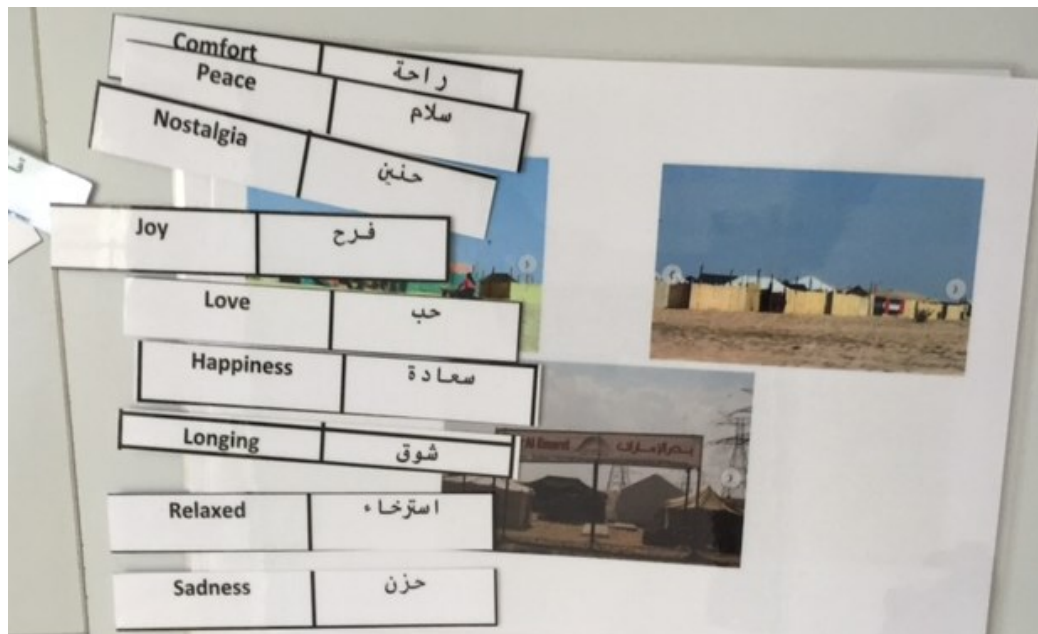 Comfort راحة
Peace سلام
Nostalgia حنين
Joy فرح
Love حب
Happiness سعادة
Longing شوق
Relaxed استرخاء
Sadness حزن